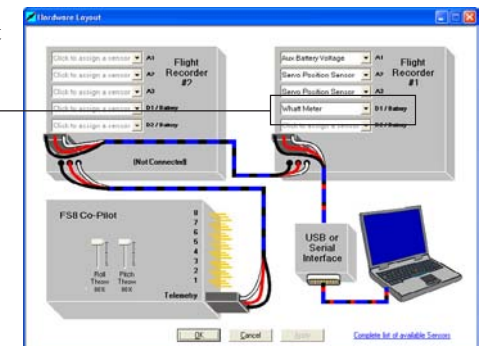 Hardware Layout
Click to assign a sensor A1
Click to assign a sensor A2
Click to assign a sensor A3
Click to assign a sensor D1 / Battery
Click to assign a sensor D2 / Battery
Flight
Recorder
#2
(Not Connected)
Aux Battery Voltage A1
Servo Position Sensor A2
Servo Position Sensor A3
Whatt Meter D1 / Battery
Click to assign a sensor D2 / Battery
Flight
Recorder
#1
FS8 Co-Pilot
8
7
6
5
4
3
2
1
Telemetry
Roll
Throw
Pitch
Throw
USB or
Serial
Interface
OK Cancel Apply
Complete list of available Sensors